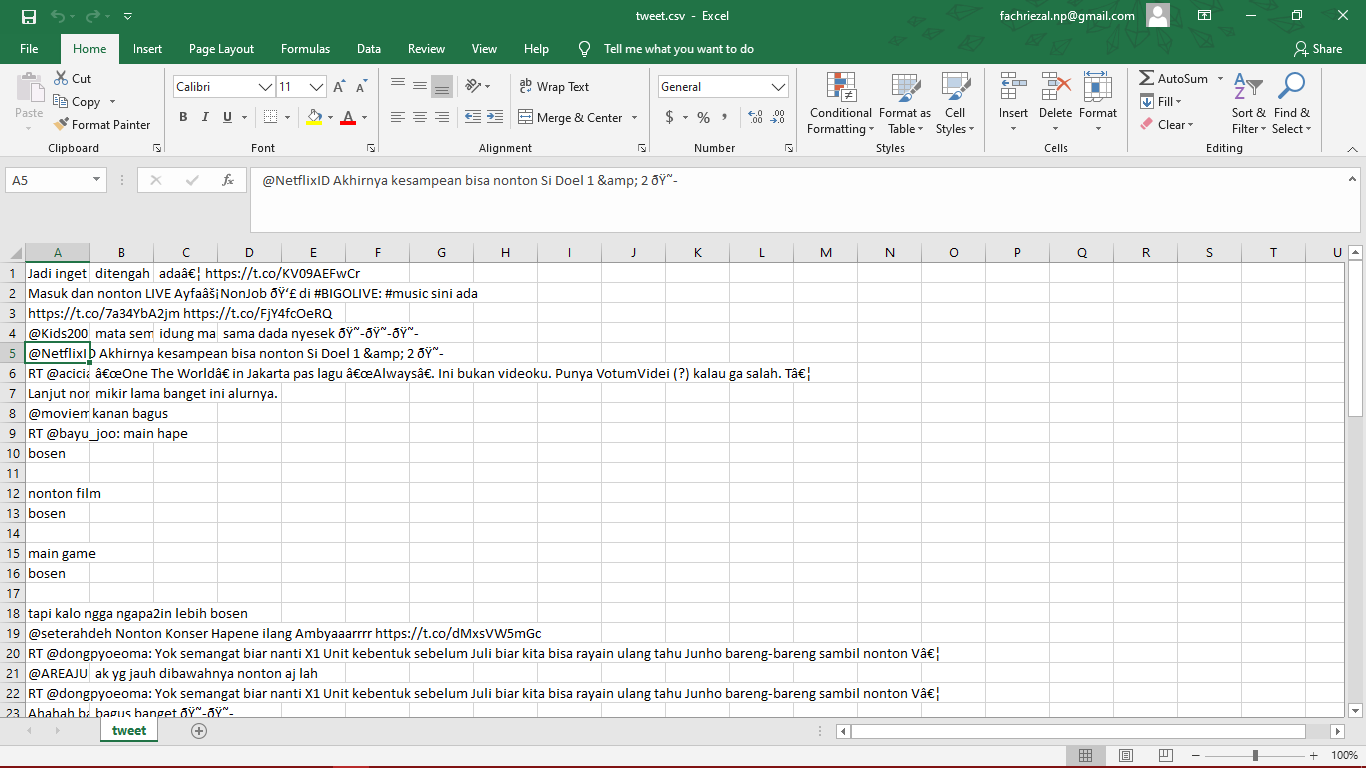 tweet.csv - Excel
fachriezal.np@gmail.com
File Home Insert Page Layout Formulas Data Review View Help Tell me what you want to do Share
Paste
Cut
Copy
Format Painter
Clipboard
Calibri 11
B I U
Font
Wrap Text
Merge & Center
Alignment
General
$ % ,
Number
Conditional Formatting
Format as Table
Cell Styles
Styles
Insert Delete Format
Cells
AutoSum
Fill
Clear
Sort & Filter
Find & Select
Editing
A5 fx @NetflixID Akhirnya kesampean bisa nonton Si Doel 1 &amp; 2 ðŸ˜-
A B C D E F G H I J K L M N O P Q R S T U
1 Jadi inget ditengah adaâ€¦ https://t.co/KV09AEFwCr
2 Masuk dan nonton LIVE Ayfaâš¡NonJob ðŸ‘£ di #BIGOLIVE: #music sini ada
3 https://t.co/7a34YbA2jm https://t.co/FjY4fcOeRQ
4 @Kids200 mata sem idung ma sama dada nyesek ðŸ˜-ðŸ˜-ðŸ˜-
5 @NetflixID Akhirnya kesampean bisa nonton Si Doel 1 &amp; 2 ðŸ˜-
6 RT @acicia â€œOne The Worldâ€ in Jakarta pas lagu â€œAlwaysâ€. Ini bukan videoku. Punya VotumVidei (?) kalau ga salah. Tâ€¦
7 Lanjut nor mikir lama banget ini alurnya.
8 @moviem kanan bagus
9 RT @bayu_joo: main hape
10 bosen
11
12 nonton film
13 bosen
14
15 main game
16 bosen
17
18 tapi kalo ngga ngapa2in lebih bosen
19 @seterahdeh Nonton Konser Hapene ilang Ambyaaarrrr https://t.co/dMxsVW5mGc
20 RT @dongpyoeoma: Yok semangat biar nanti X1 Unit kebentuk sebelum Juli biar kita bisa rayain ulang tahu Junho bareng-bareng sambil nonton Vâ€¦
21 @AREAJU ak yg jauh dibawahnya nonton aj lah
22 RT @dongpyoeoma: Yok semangat biar nanti X1 Unit kebentuk sebelum Juli biar kita bisa rayain ulang tahu Junho bareng-bareng sambil nonton Vâ€¦
23 Ahahah ba bagus banget ðŸ˜-ðŸ˜-
tweet
100%